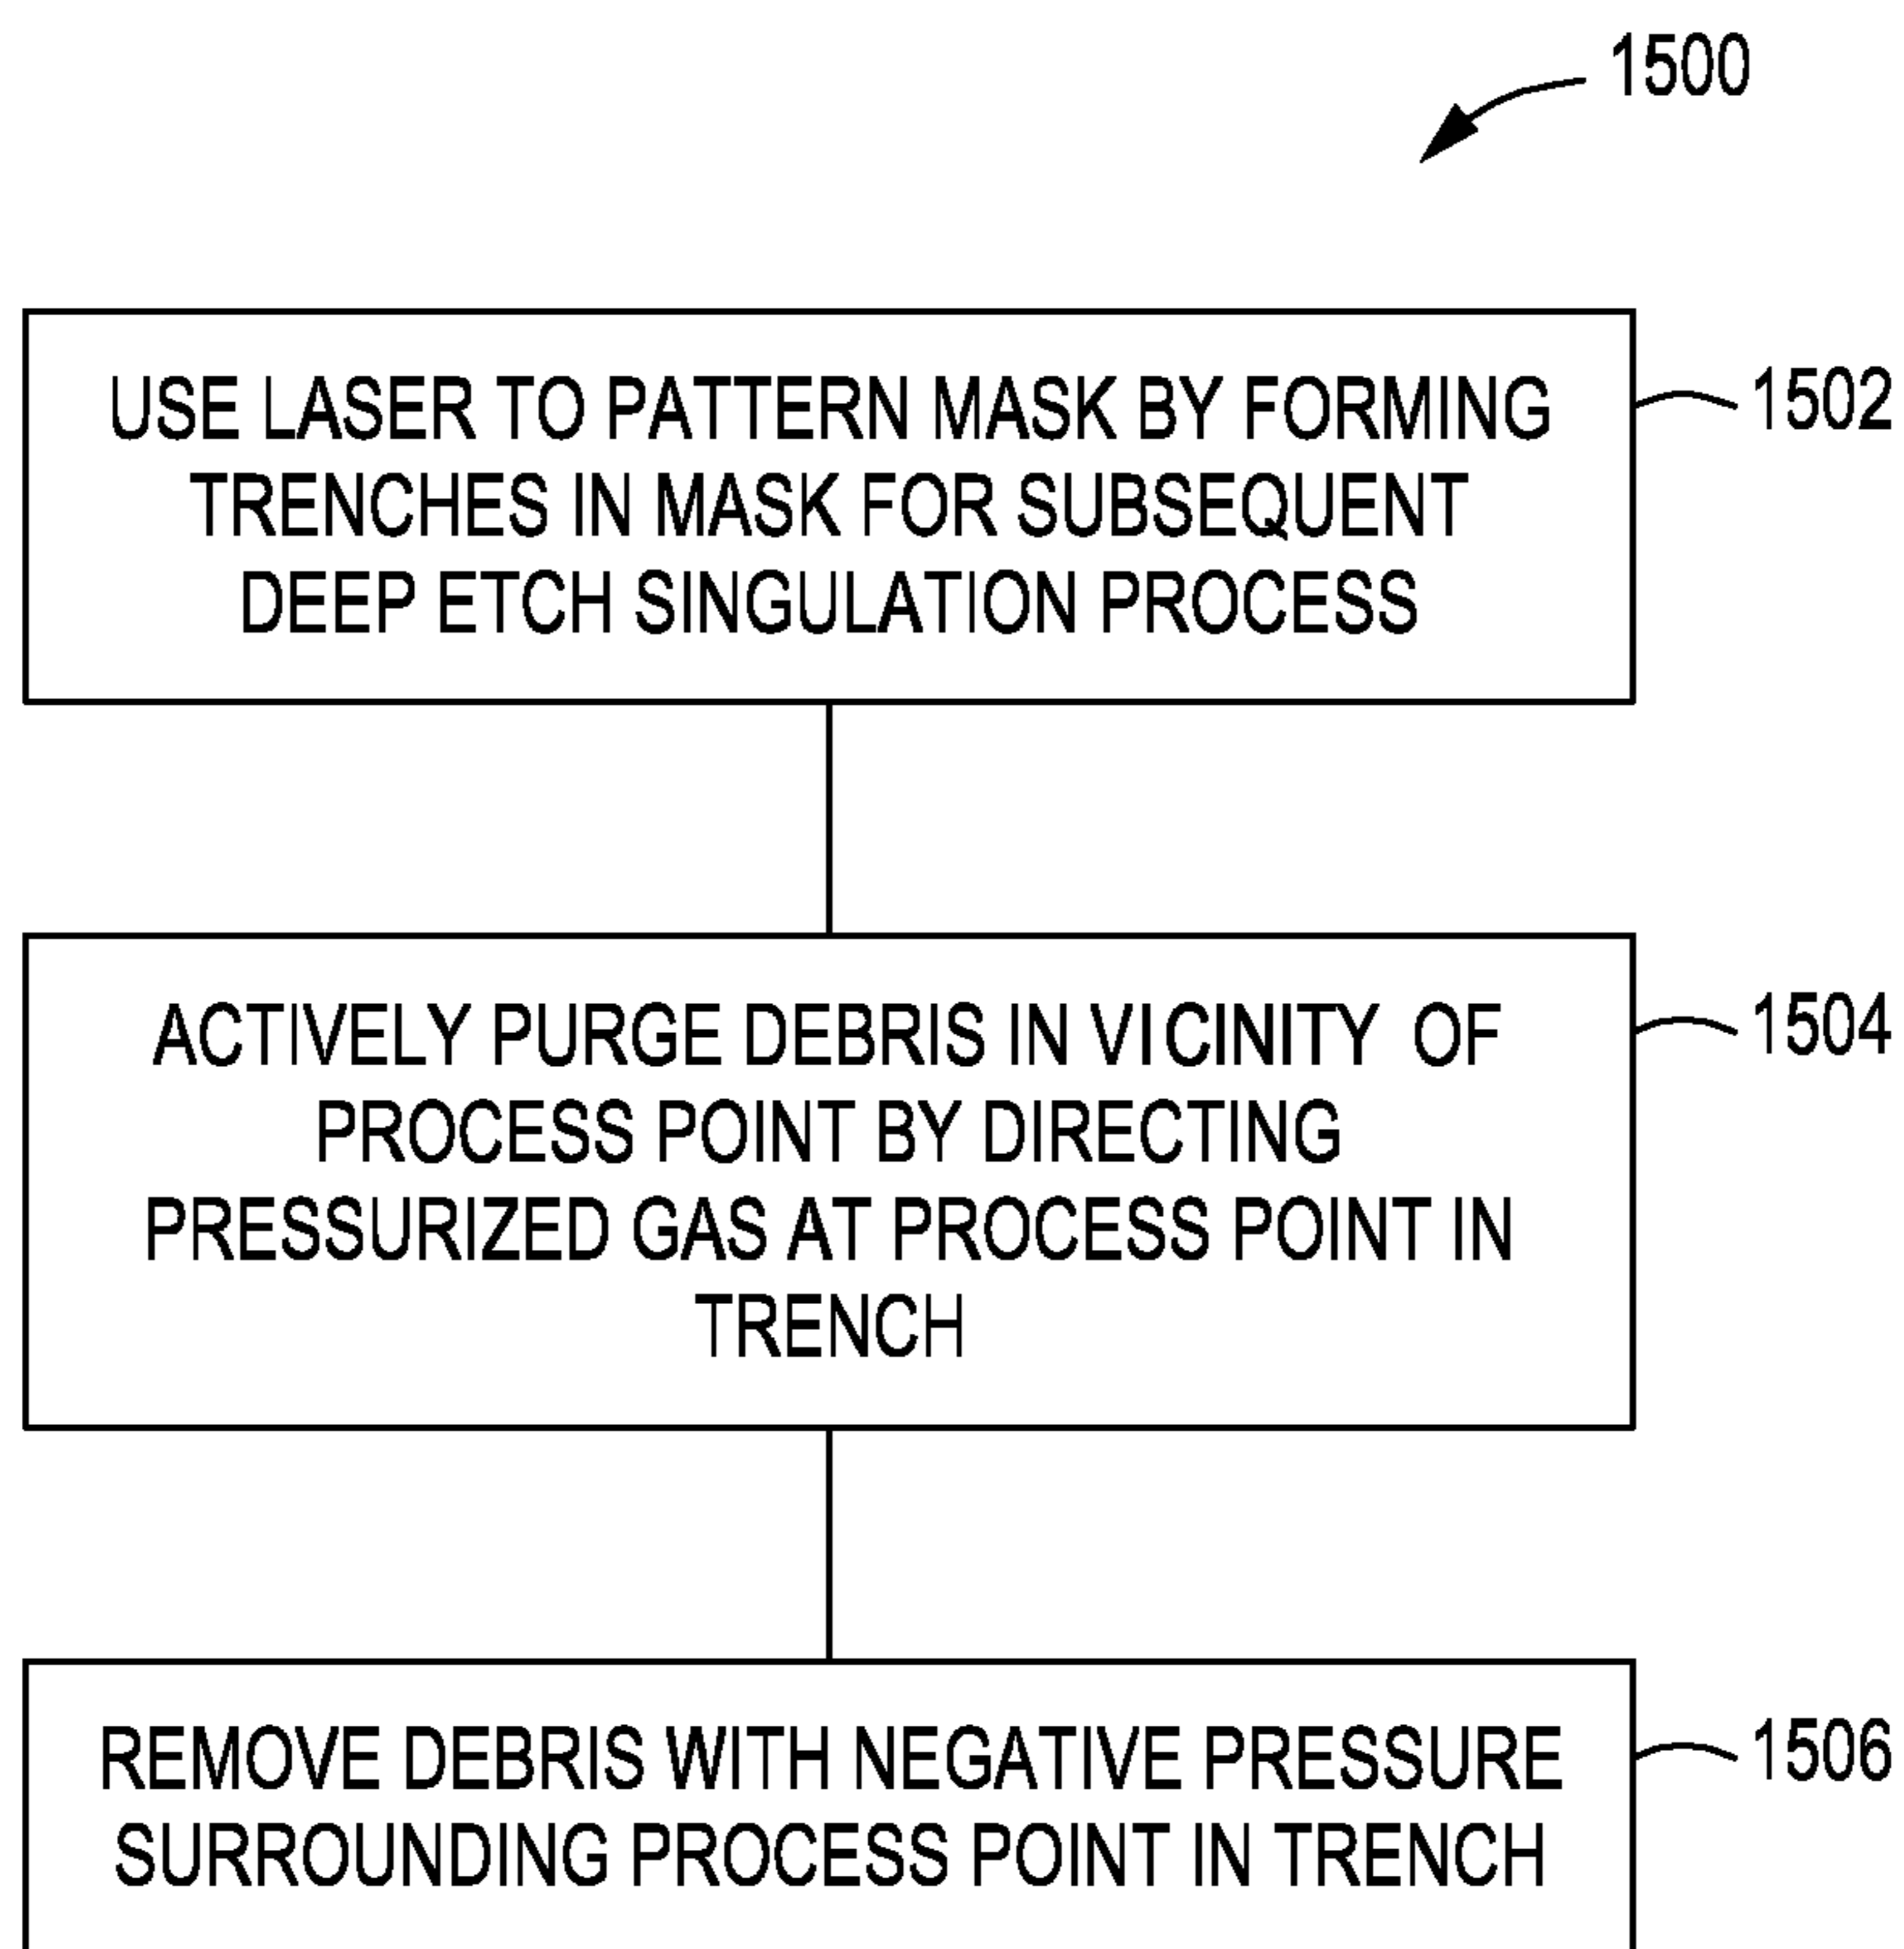 1500
USE LASER TO PATTERN MASK BY FORMING
TRENCHES IN MASK FOR SUBSEQUENT
DEEP ETCH SINGULATION PROCESS
1502
ACTIVELY PURGE DEBRIS IN VICINITY OF
PROCESS POINT BY DIRECTING
PRESSURIZED GAS AT PROCESS POINT IN
TRENCH
1504
REMOVE DEBRIS WITH NEGATIVE PRESSURE
SURROUNDING PROCESS POINT IN TRENCH
1506